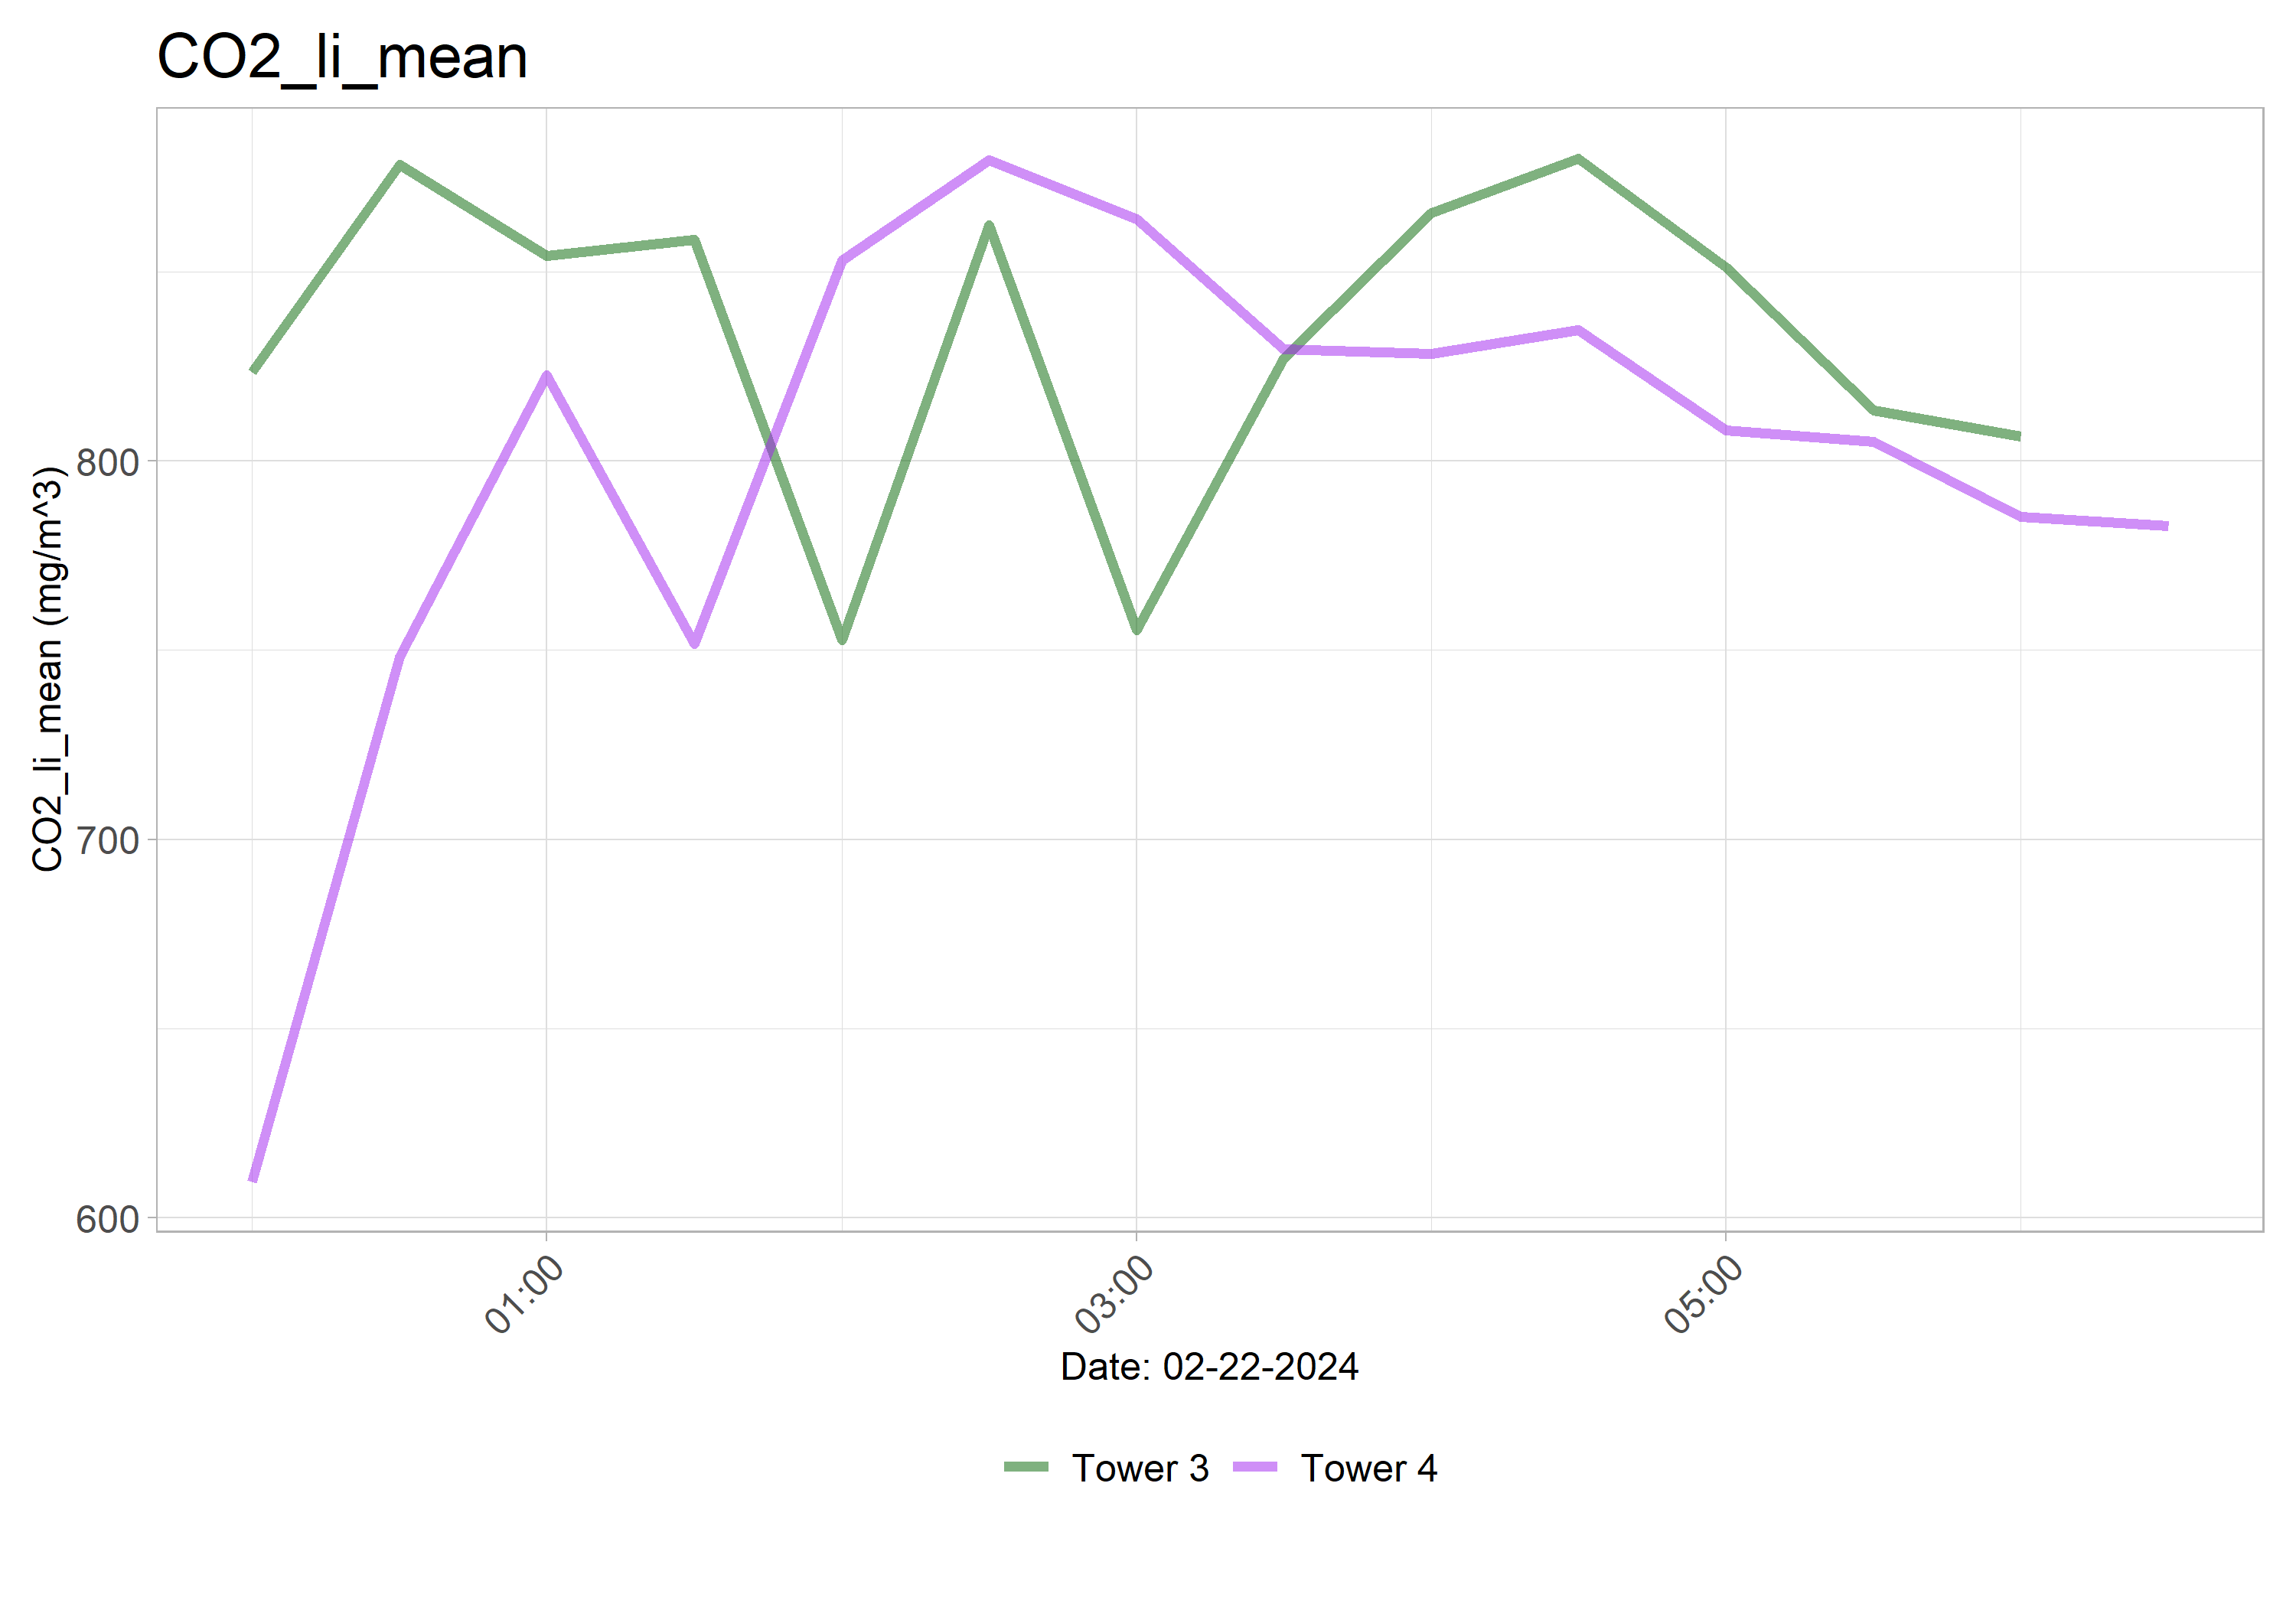 CO2_li_mean
CO2_li_mean (mg/m^3)
800
700
600
01:00
03:00
05:00
Date: 02-22-2024
Tower 3
Tower 4